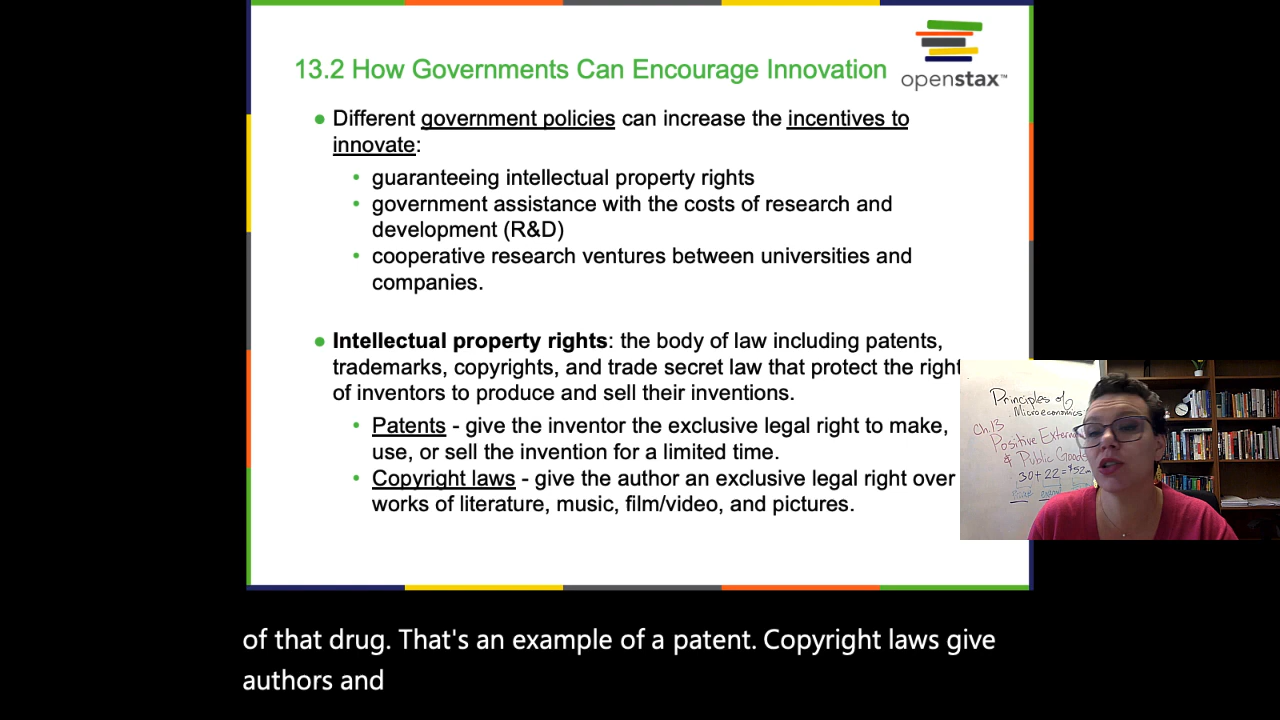 13.2 How Governments Can Encourage Innovation
openstax™
● Different government policies can increase the incentives to
innovate:
• guaranteeing intellectual property rights
• government assistance with the costs of research and
development (R&D)
• cooperative research ventures between universities and
companies.
● Intellectual property rights: the body of law including patents,
trademarks, copyrights, and trade secret law that protect the right
of inventors to produce and sell their inventions.
• Patents - give the inventor the exclusive legal right to make,
use, or sell the invention for a limited time.
• Copyright laws - give the author an exclusive legal right over
works of literature, music, film/video, and pictures.
Principles of
Microeconomics
Ch.13
Positive Extern
& Public Goods
30+22=$52
of that drug. That's an example of a patent. Copyright laws give
authors and